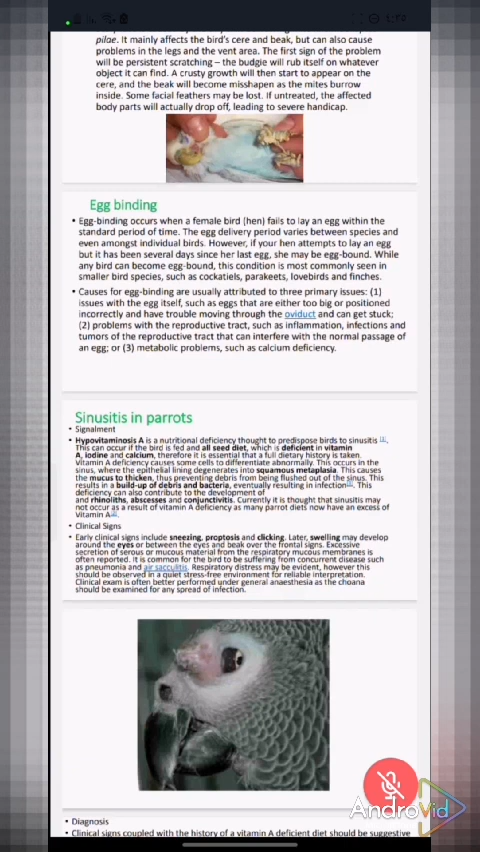 pilae. It mainly affects the bird's cere and beak, but can also cause
problems in the legs and the vent area. The first sign of the problem
will be persistent scratching – the budgie will rub itself on whatever
object it can find. A crusty growth will then start to appear on the
cere, and the beak will become misshapen as the mites burrow
inside. Some facial feathers may be lost. If untreated, the affected
body parts will actually drop off, leading to severe handicap.
Egg binding
• Egg-binding occurs when a female bird (hen) fails to lay an egg within the
standard period of time. The egg delivery period varies between species and
even amongst individual birds. However, if your hen attempts to lay an egg
but it has been several days since her last egg, she may be egg-bound. While
any bird can become egg-bound, this condition is most commonly seen in
smaller bird species, such as cockatiels, parakeets, lovebirds and finches.
• Causes for egg-binding are usually attributed to three primary issues: (1)
issues with the egg itself, such as eggs that are either too big or positioned
incorrectly and have trouble moving through the oviduct and can get stuck;
(2) problems with the reproductive tract, such as inflammation, infections and
tumors of the reproductive tract that can interfere with the normal passage of
an egg; or (3) metabolic problems, such as calcium deficiency.
Sinusitis in parrots
• Signalment
• Hypovitaminosis A is a nutritional deficiency thought to predispose birds to sinusitis
This can occur if the bird is fed and all seed diet, which is deficient in vitamin
A, iodine and calcium, therefore it is essential that a full dietary history is taken.
Vitamin A deficiency causes some cells to differentiate abnormally. This occurs in the
sinus, where the epithelial lining degenerates into squamous metaplasia. This causes
the mucus to thicken, thus preventing debris from being flushed out of the sinus. This
results in a build-up of debris and bacteria, eventually resulting in infection. This
deficiency can also contribute to the development of
and rhinoliths, abscesses and conjunctivitis. Currently it is thought that sinusitis may
not occur as a result of vitamin A deficiency as many parrot diets now have an excess of
Vitamin A.
• Clinical Signs
• Early clinical signs include sneezing, proptosis and clicking. Later, swelling may develop
around the eyes or between the eyes and beak over the frontal signs. Excessive
secretion of serous or mucous material from the respiratory mucous membranes is
often reported. It is common for the bird to be suffering from concurrent disease such
as pneumonia and air sacculitis. Respiratory distress may be evident, however this
should be observed in a quiet stress-free environment for reliable interpretation.
Clinical exam is often better performed under general anaesthesia as the choana
should be examined for any spread of infection.
AndroVid
• Diagnosis
• Clinical signs coupled with the history of a vitamin A deficient diet should be suggestive